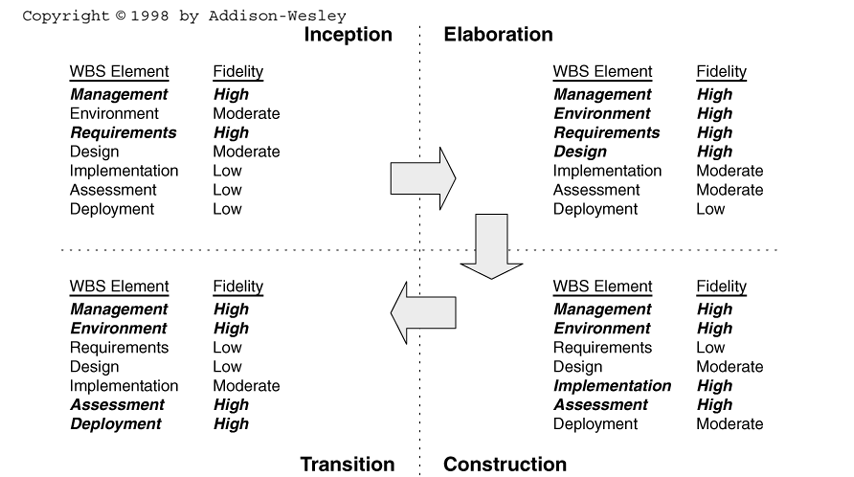 Copyright © 1998 by Addison-Wesley
Inception
WBS Element Fidelity
Management High
Environment Moderate
Requirements High
Design Moderate
Implementation Low
Assessment Low
Deployment Low
Elaboration
WBS Element Fidelity
Management High
Environment High
Requirements High
Design High
Implementation Moderate
Assessment Moderate
Deployment Low
WBS Element Fidelity
Management High
Environment High
Requirements Low
Design Low
Implementation Moderate
Assessment High
Deployment High
Transition
WBS Element Fidelity
Management High
Environment High
Requirements Low
Design Moderate
Implementation High
Assessment High
Deployment Moderate
Construction